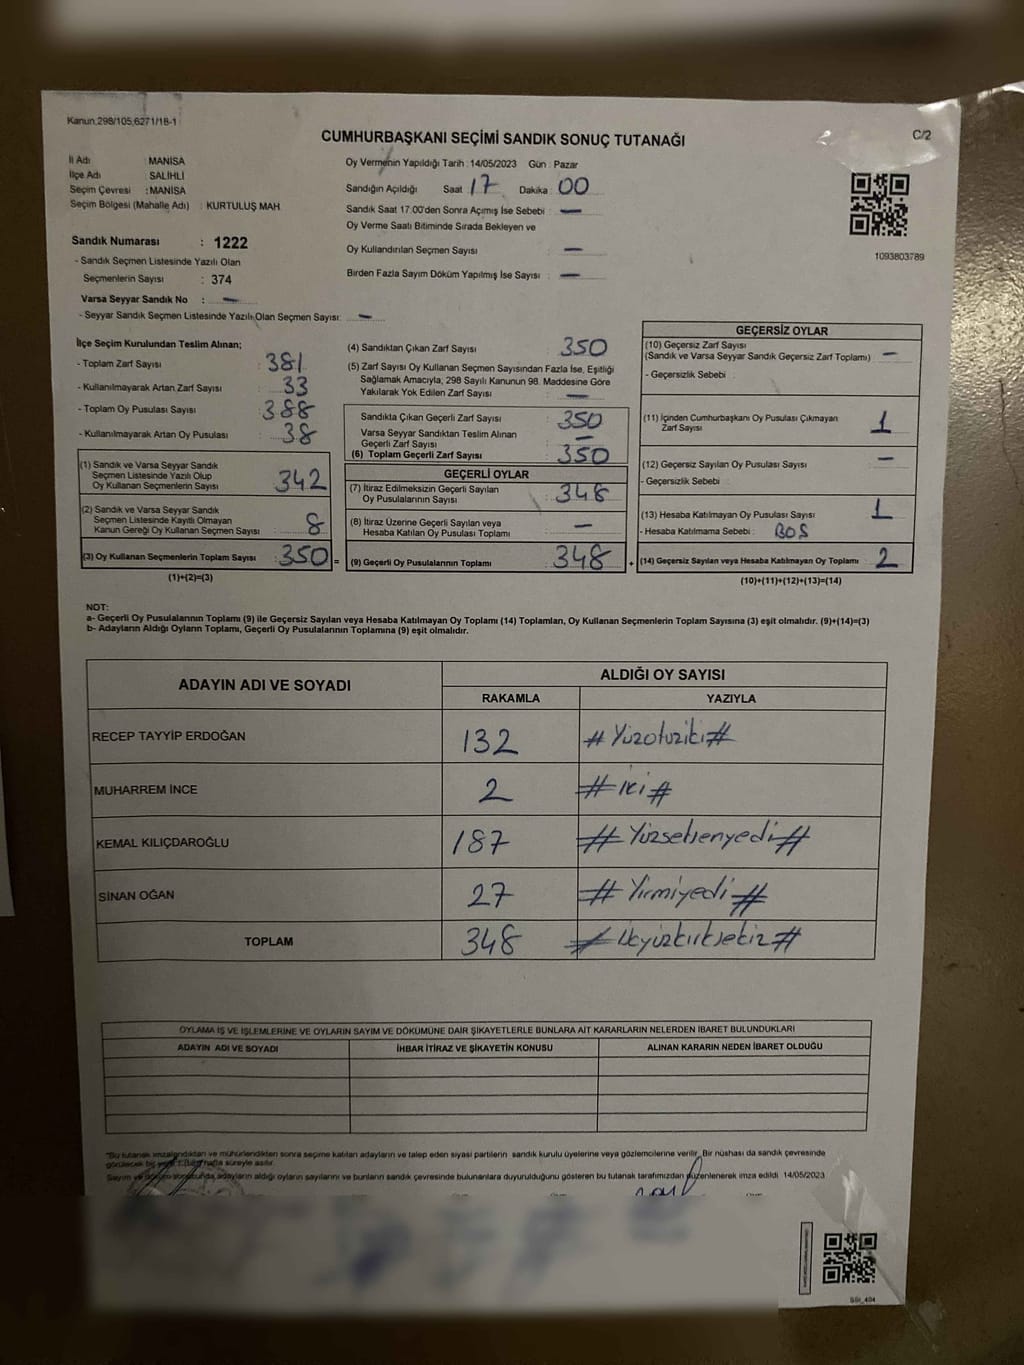 Kanun.298/105,6271/18-1
C/2
CUMHURBAŞKANI SEÇİMİ SANDIK SONUÇ TUTANAĞI
İl Adı : MANİSA
İlçe Adı : SALİHLİ
Seçim Çevresi : MANİSA
Seçim Bölgesi (Mahalle Adı) : KURTULUŞ MAH
Sandık Numarası : 1222
- Sandık Seçmen Listesinde Yazılı Olan
Seçmenlerin Sayısı : 374
Varsa Seyyar Sandık No : —
- Seyyar Sandık Seçmen Listesinde Yazılı Olan Seçmen Sayısı: —
Oy Vermenin Yapıldığı Tarih : 14/05/2023 Gün : Pazar
Sandığın Açıldığı Saat 17 Dakika : 00
Sandık Saat 17.00'den Sonra Açımış İse Sebebi : —
Oy Verme Saati Bitiminde Sırada Bekleyen ve
Oy Kullandırılan Seçmen Sayısı : —
Birden Fazla Sayım Döküm Yapılmış İse Sayısı : —
1093803789
İlçe Seçim Kurulundan Teslim Alınan;
- Toplam Zarf Sayısı : 381
- Kullanılmayarak Artan Zarf Sayısı : 33
- Toplam Oy Pusulası Sayısı : 388
- Kullanılmayarak Artan Oy Pusulası : 38
(1) Sandık ve Varsa Seyyar Sandık
Seçmen Listesinde Yazılı Olup
Oy Kullanan Seçmenlerin Sayısı : 342
(2) Sandık ve Varsa Seyyar Sandık
Seçmen Listesinde Kayıtlı Olmayan
Kanun Gereği Oy Kullanan Seçmen Sayısı : 8
(3) Oy Kullanan Seçmenlerin Toplam Sayısı : 350 =
(1)+(2)=(3)
(4) Sandıktan Çıkan Zarf Sayısı : 350
(5) Zarf Sayısı Oy Kullanan Seçmen Sayısından Fazla İse, Eşitliği
Sağlamak Amacıyla, 298 Sayılı Kanunun 98. Maddesine Göre
Yakılarak Yok Edilen Zarf Sayısı : —
Sandıkta Çıkan Geçerli Zarf Sayısı : 350
Varsa Seyyar Sandıktan Teslim Alınan
Geçerli Zarf Sayısı : —
(6) Toplam Geçerli Zarf Sayısı : 350
GEÇERLİ OYLAR
(7) İtiraz Edilmeksizin Geçerli Sayılan
Oy Pusulalarının Sayısı : 348
(8) İtiraz Üzerine Geçerli Sayılan veya
Hesaba Katılan Oy Pusulası Toplamı : —
(9) Geçerli Oy Pusulalarının Toplamı : 348 +
GEÇERSİZ OYLAR
(10) Geçersiz Zarf Sayısı
(Sandık ve Varsa Seyyar Sandık Geçersiz Zarf Toplamı) : —
- Geçersizlik Sebebi :
(11) İçinden Cumhurbaşkanı Oy Pusulası Çıkmayan
Zarf Sayısı : 1
(12) Geçersiz Sayılan Oy Pusulası Sayısı : —
- Geçersizlik Sebebi :
(13) Hesaba Katılmayan Oy Pusulası Sayısı : 1
- Hesaba Katılmama Sebebi : BOŞ
(14) Geçersiz Sayılan veya Hesaba Katılmayan Oy Toplamı : 2
(10)+(11)+(12)+(13)=(14)
NOT:
a- Geçerli Oy Pusulalarının Toplamı (9) ile Geçersiz Sayılan veya Hesaba Katılmayan Oy Toplamı (14) Toplamları, Oy Kullanan Seçmenlerin Toplam Sayısına (3) eşit olmalıdır. (9)+(14)=(3)
b- Adayların Aldığı Oyların Toplamı, Geçerli Oy Pusulalarının Toplamına (9) eşit olmalıdır.
ADAYIN ADI VE SOYADI
ALDIĞI OY SAYISI
RAKAMLA YAZIYLA
RECEP TAYYİP ERDOĞAN 132 # Yüzotuziki #
MUHARREM İNCE 2 # iki #
KEMAL KILIÇDAROĞLU 187 # Yüzseksenyedi #
SİNAN OĞAN 27 # Yirmiyedi #
TOPLAM 348 # Üçyüzkırksekiz #
OYLAMA İŞ VE İŞLEMLERİNE VE OYLARIN SAYIM VE DÖKÜMÜNE DAİR ŞİKAYETLERLE BUNLARA AİT KARARLARIN NELERDEN İBARET BULUNDUKLARI
ADAYIN ADI VE SOYADI İHBAR İTİRAZ VE ŞİKAYETİN KONUSU ALINAN KARARIN NEDEN İBARET OLDUĞU
"Bu tutanak imzalandıktan ve mühürlendikten sonra seçime katılan adayların ve talep eden siyasi partilerin sandık kurulu üyelerine veya gözlemcilerine verilir. Bir nüshası da sandık çevresinde
görülecek bir yere 1 hafta süreyle asılır.
Sayım ve döküm sonucunda adayların aldığı oyların sayılarını ve bunların sandık çevresinde bulunanlara duyurulduğunu gösteren bu tutanak tarafımızdan düzenlenerek imza edildi 14/05/2023